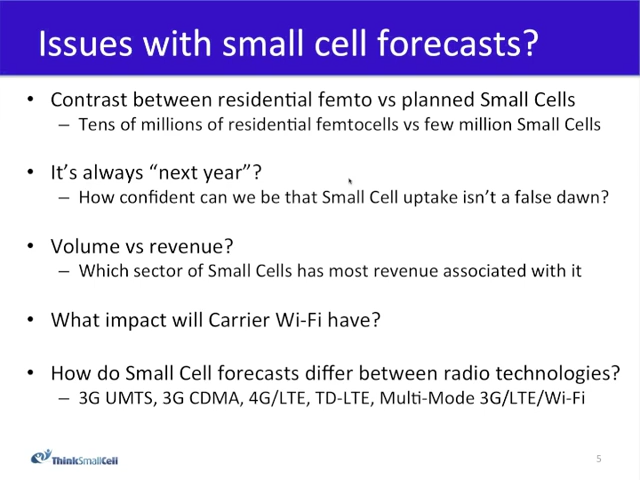 Issues with small cell forecasts?
• Contrast between residential femto vs planned Small Cells
– Tens of millions of residential femtocells vs few million Small Cells
• It's always "next year"?
– How confident can we be that Small Cell uptake isn't a false dawn?
• Volume vs revenue?
– Which sector of Small Cells has most revenue associated with it
• What impact will Carrier Wi-Fi have?
• How do Small Cell forecasts differ between radio technologies?
– 3G UMTS, 3G CDMA, 4G/LTE, TD-LTE, Multi-Mode 3G/LTE/Wi-Fi
ThinkSmallCell
5